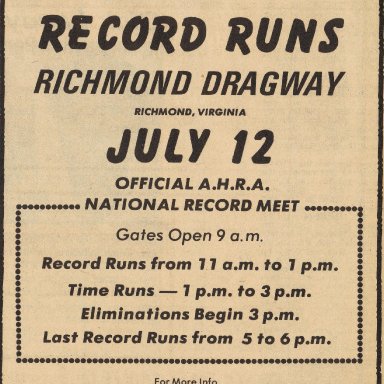 RECORD RUNS
RICHMOND DRAGWAY
RICHMOND, VIRGINIA
JULY 12
OFFICIAL A.H.R.A.
NATIONAL RECORD MEET
Gates Open 9 a.m.
Record Runs from 11 a.m. to 1 p.m.
Time Runs — 1 p.m. to 3 p.m.
Eliminations Begin 3 p.m.
Last Record Runs from 5 to 6 p.m.
For More Info